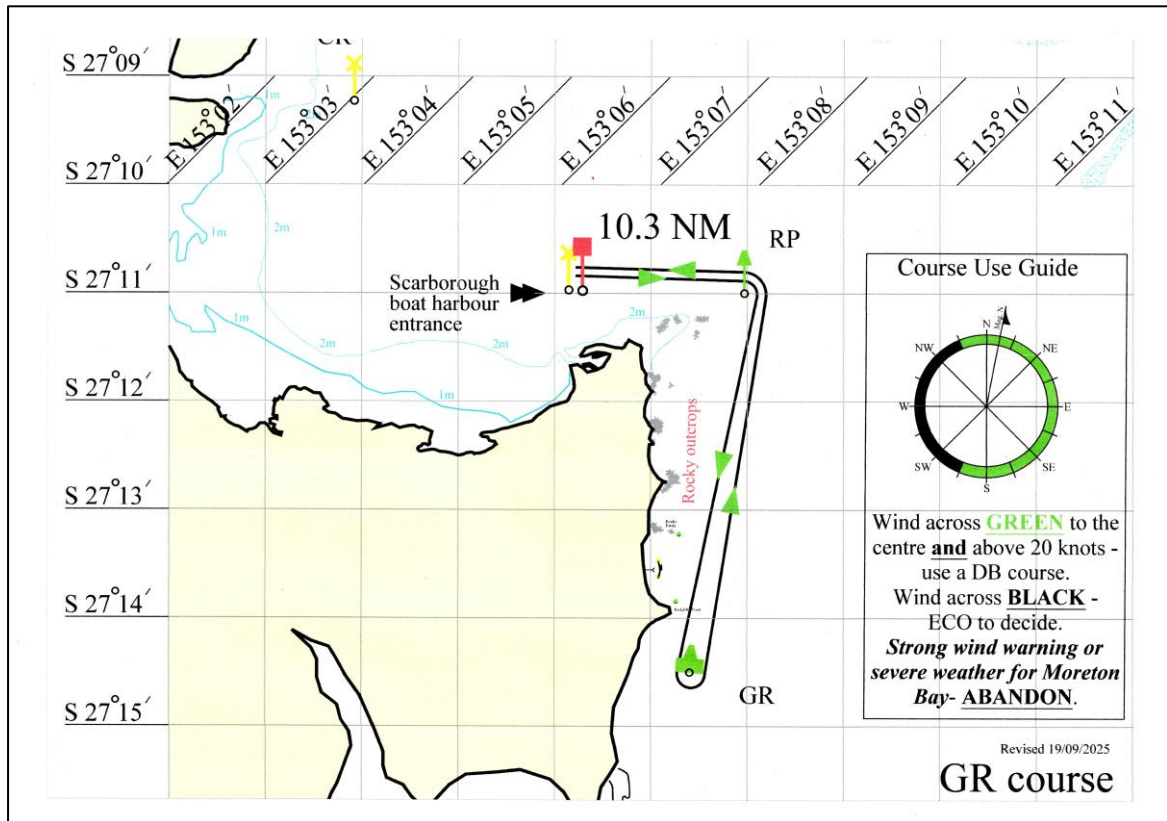 CR
S 27°09′
E 153°02′
E 153°03′
E 153°04′
E 153°05′
E 153°06′
E 153°07′
E 153°08′
E 153°09′
E 153°10′
E 153°11′
1m
S 27°10′
2m
1m
10.3 NM
RP
S 27°11′
Scarborough
boat harbour
entrance
1m
2m
2m
2m
1m
S 27°12′
Rocky outcrops
S 27°13′
S 27°14′
GR
S 27°15′
Course Use Guide
Mag. N
N
NE
E
SE
S
SW
W
NW
Wind across GREEN to the
centre and above 20 knots -
use a DB course.
Wind across BLACK -
ECO to decide.
Strong wind warning or
severe weather for Moreton
Bay- ABANDON.
Revised 19/09/2025
GR course